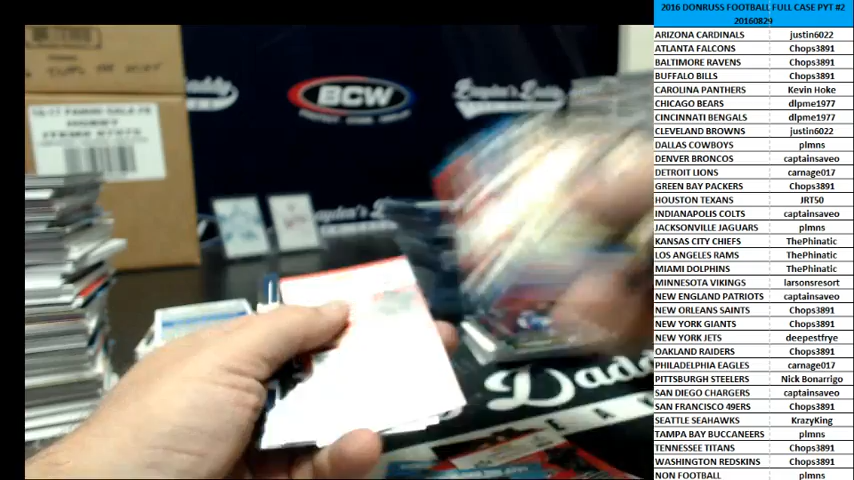 2016 DONRUSS FOOTBALL FULL CASE PYT #2
20160829
ARIZONA CARDINALS justin6022
ATLANTA FALCONS Chops3891
BALTIMORE RAVENS Chops3891
BUFFALO BILLS Chops3891
CAROLINA PANTHERS Kevin Hoke
CHICAGO BEARS dlpme1977
CINCINNATI BENGALS dlpme1977
CLEVELAND BROWNS justin6022
DALLAS COWBOYS plmns
DENVER BRONCOS captainsaveo
DETROIT LIONS carnage017
GREEN BAY PACKERS Chops3891
HOUSTON TEXANS JRT50
INDIANAPOLIS COLTS captainsaveo
JACKSONVILLE JAGUARS plmns
KANSAS CITY CHIEFS ThePhinatic
LOS ANGELES RAMS ThePhinatic
MIAMI DOLPHINS ThePhinatic
MINNESOTA VIKINGS larsonsresort
NEW ENGLAND PATRIOTS captainsaveo
NEW ORLEANS SAINTS Chops3891
NEW YORK GIANTS Chops3891
NEW YORK JETS deepestfrye
OAKLAND RAIDERS Chops3891
PHILADELPHIA EAGLES carnage017
PITTSBURGH STEELERS Nick Bonarrigo
SAN DIEGO CHARGERS captainsaveo
SAN FRANCISCO 49ERS Chops3891
SEATTLE SEAHAWKS KrazyKing
TAMPA BAY BUCCANEERS plmns
TENNESSEE TITANS Chops3891
WASHINGTON REDSKINS Chops3891
NON FOOTBALL plmns
BCW
Daddy